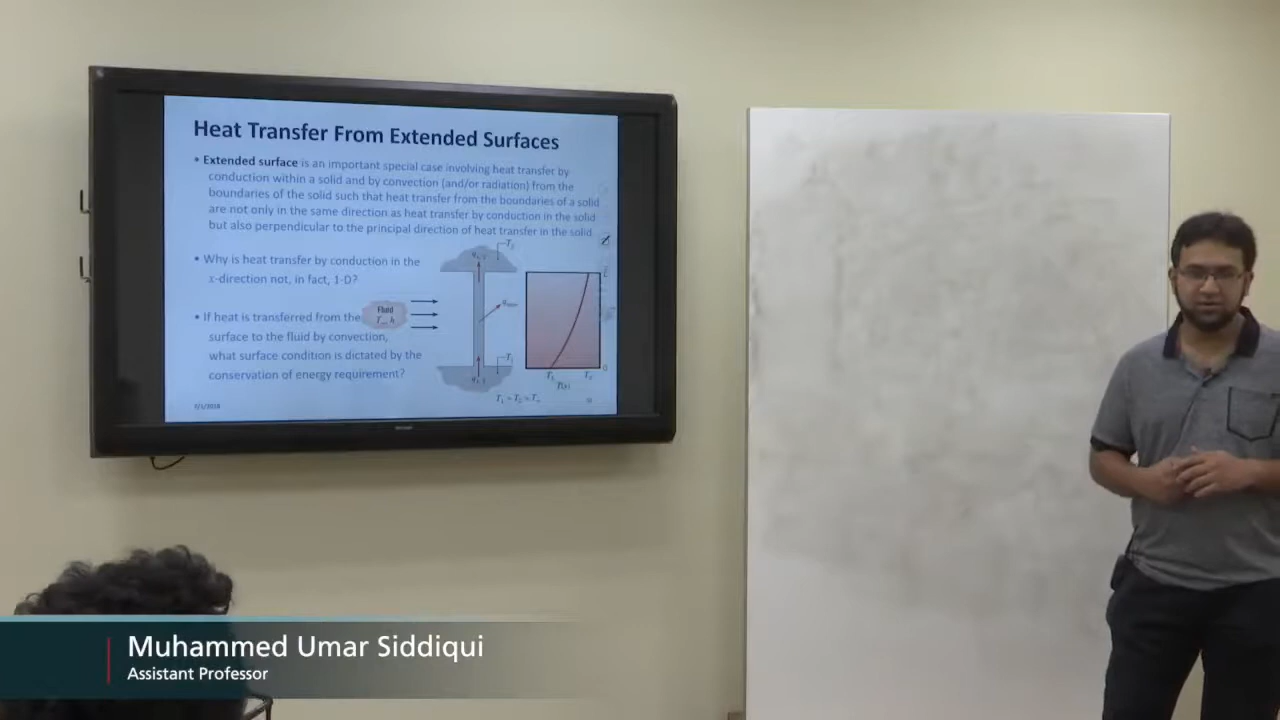 Heat Transfer From Extended Surfaces
• Extended surface is an important special case involving heat transfer by
conduction within a solid and by convection (and/or radiation) from the
boundaries of the solid such that heat transfer from the boundaries of a solid
are not only in the same direction as heat transfer by conduction in the solid
but also perpendicular to the principal direction of heat transfer in the solid.
• Why is heat transfer by conduction in the
x-direction not, in fact, 1-D?
• If heat is transferred from the
surface to the fluid by convection,
what surface condition is dictated by the
conservation of energy requirement?
Fluid
T∞, h
T₂
T₁
L
0
T(x)
Muhammed Umar Siddiqui
Assistant Professor